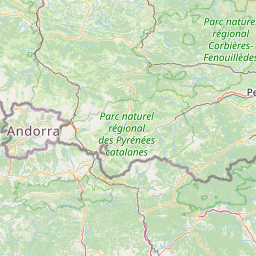 Parc naturel
régional
Corbières-
Fenouillèdes
Pe
Parc naturel
régional
des Pyrénées
catalanes
Andorra